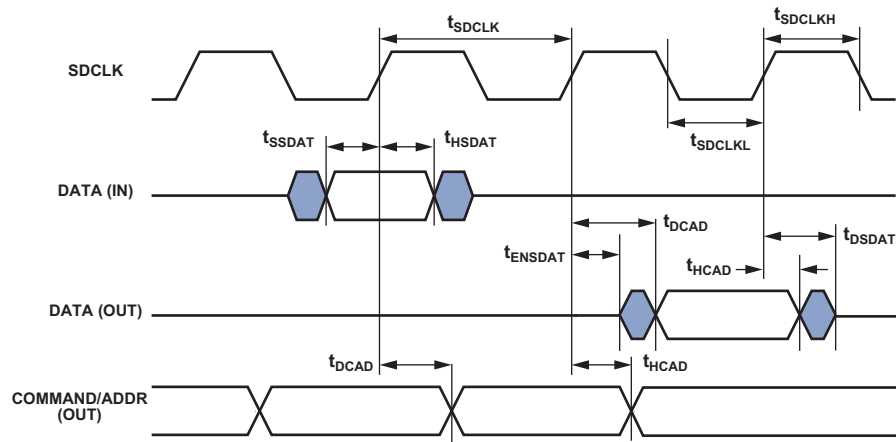 tSDCLK
tSDCLKH
SDCLK
tSSDAT
tHSDAT
tSDCLKL
DATA (IN)
tDCAD
tDSDAT
tENSDAT
tHCAD
DATA (OUT)
tDCAD
tHCAD
COMMAND/ADDR
(OUT)